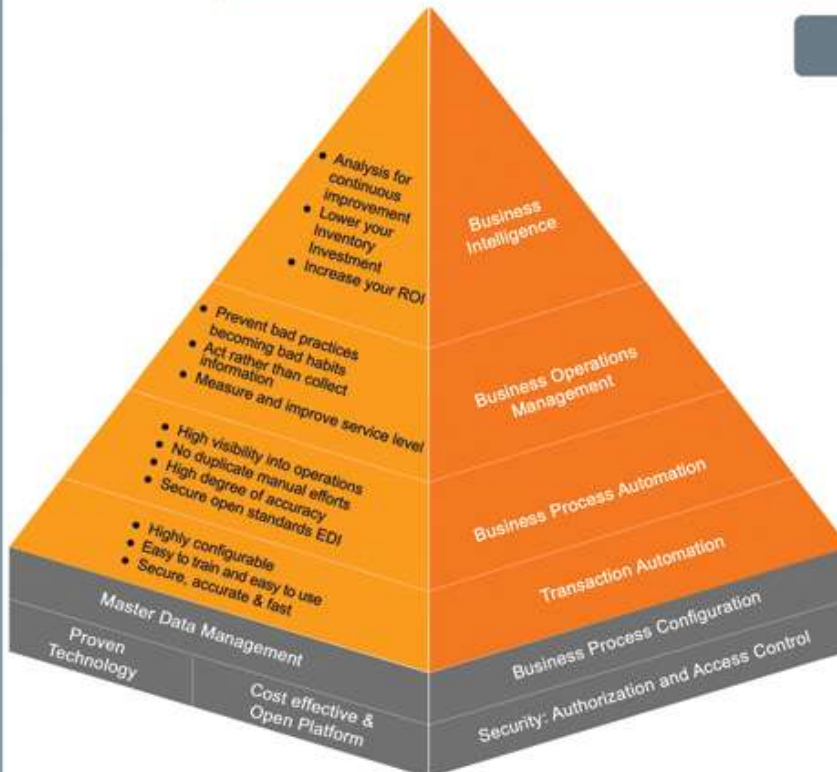 ● Analysis for
continuous
improvement
● Lower your
Inventory
Investment
● Increase your ROI
Business
Intelligence
● Prevent bad practices
becoming bad habits
● Act rather than collect
information
● Measure and improve service level
Business Operations
Management
● High visibility into operations
● No duplicate manual efforts
● High degree of accuracy
● Secure open standards EDI
Business Process Automation
● Highly configurable
● Easy to train and easy to use
● Secure, accurate & fast
Transaction Automation
Master Data Management
Business Process Configuration
Proven
Technology
Cost effective &
Open Platform
Security: Authorization and Access Control